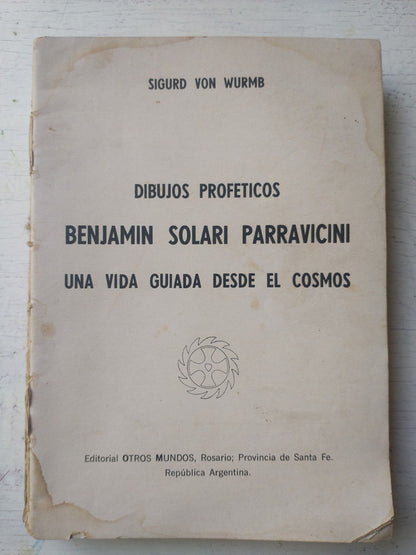 SIGURD VON WURMB
DIBUJOS PROFETICOS
BENJAMIN SOLARI PARRAVICINI
UNA VIDA GUIADA DESDE EL COSMOS
Editorial OTROS MUNDOS, Rosario; Provincia de Santa Fe.
República Argentina.